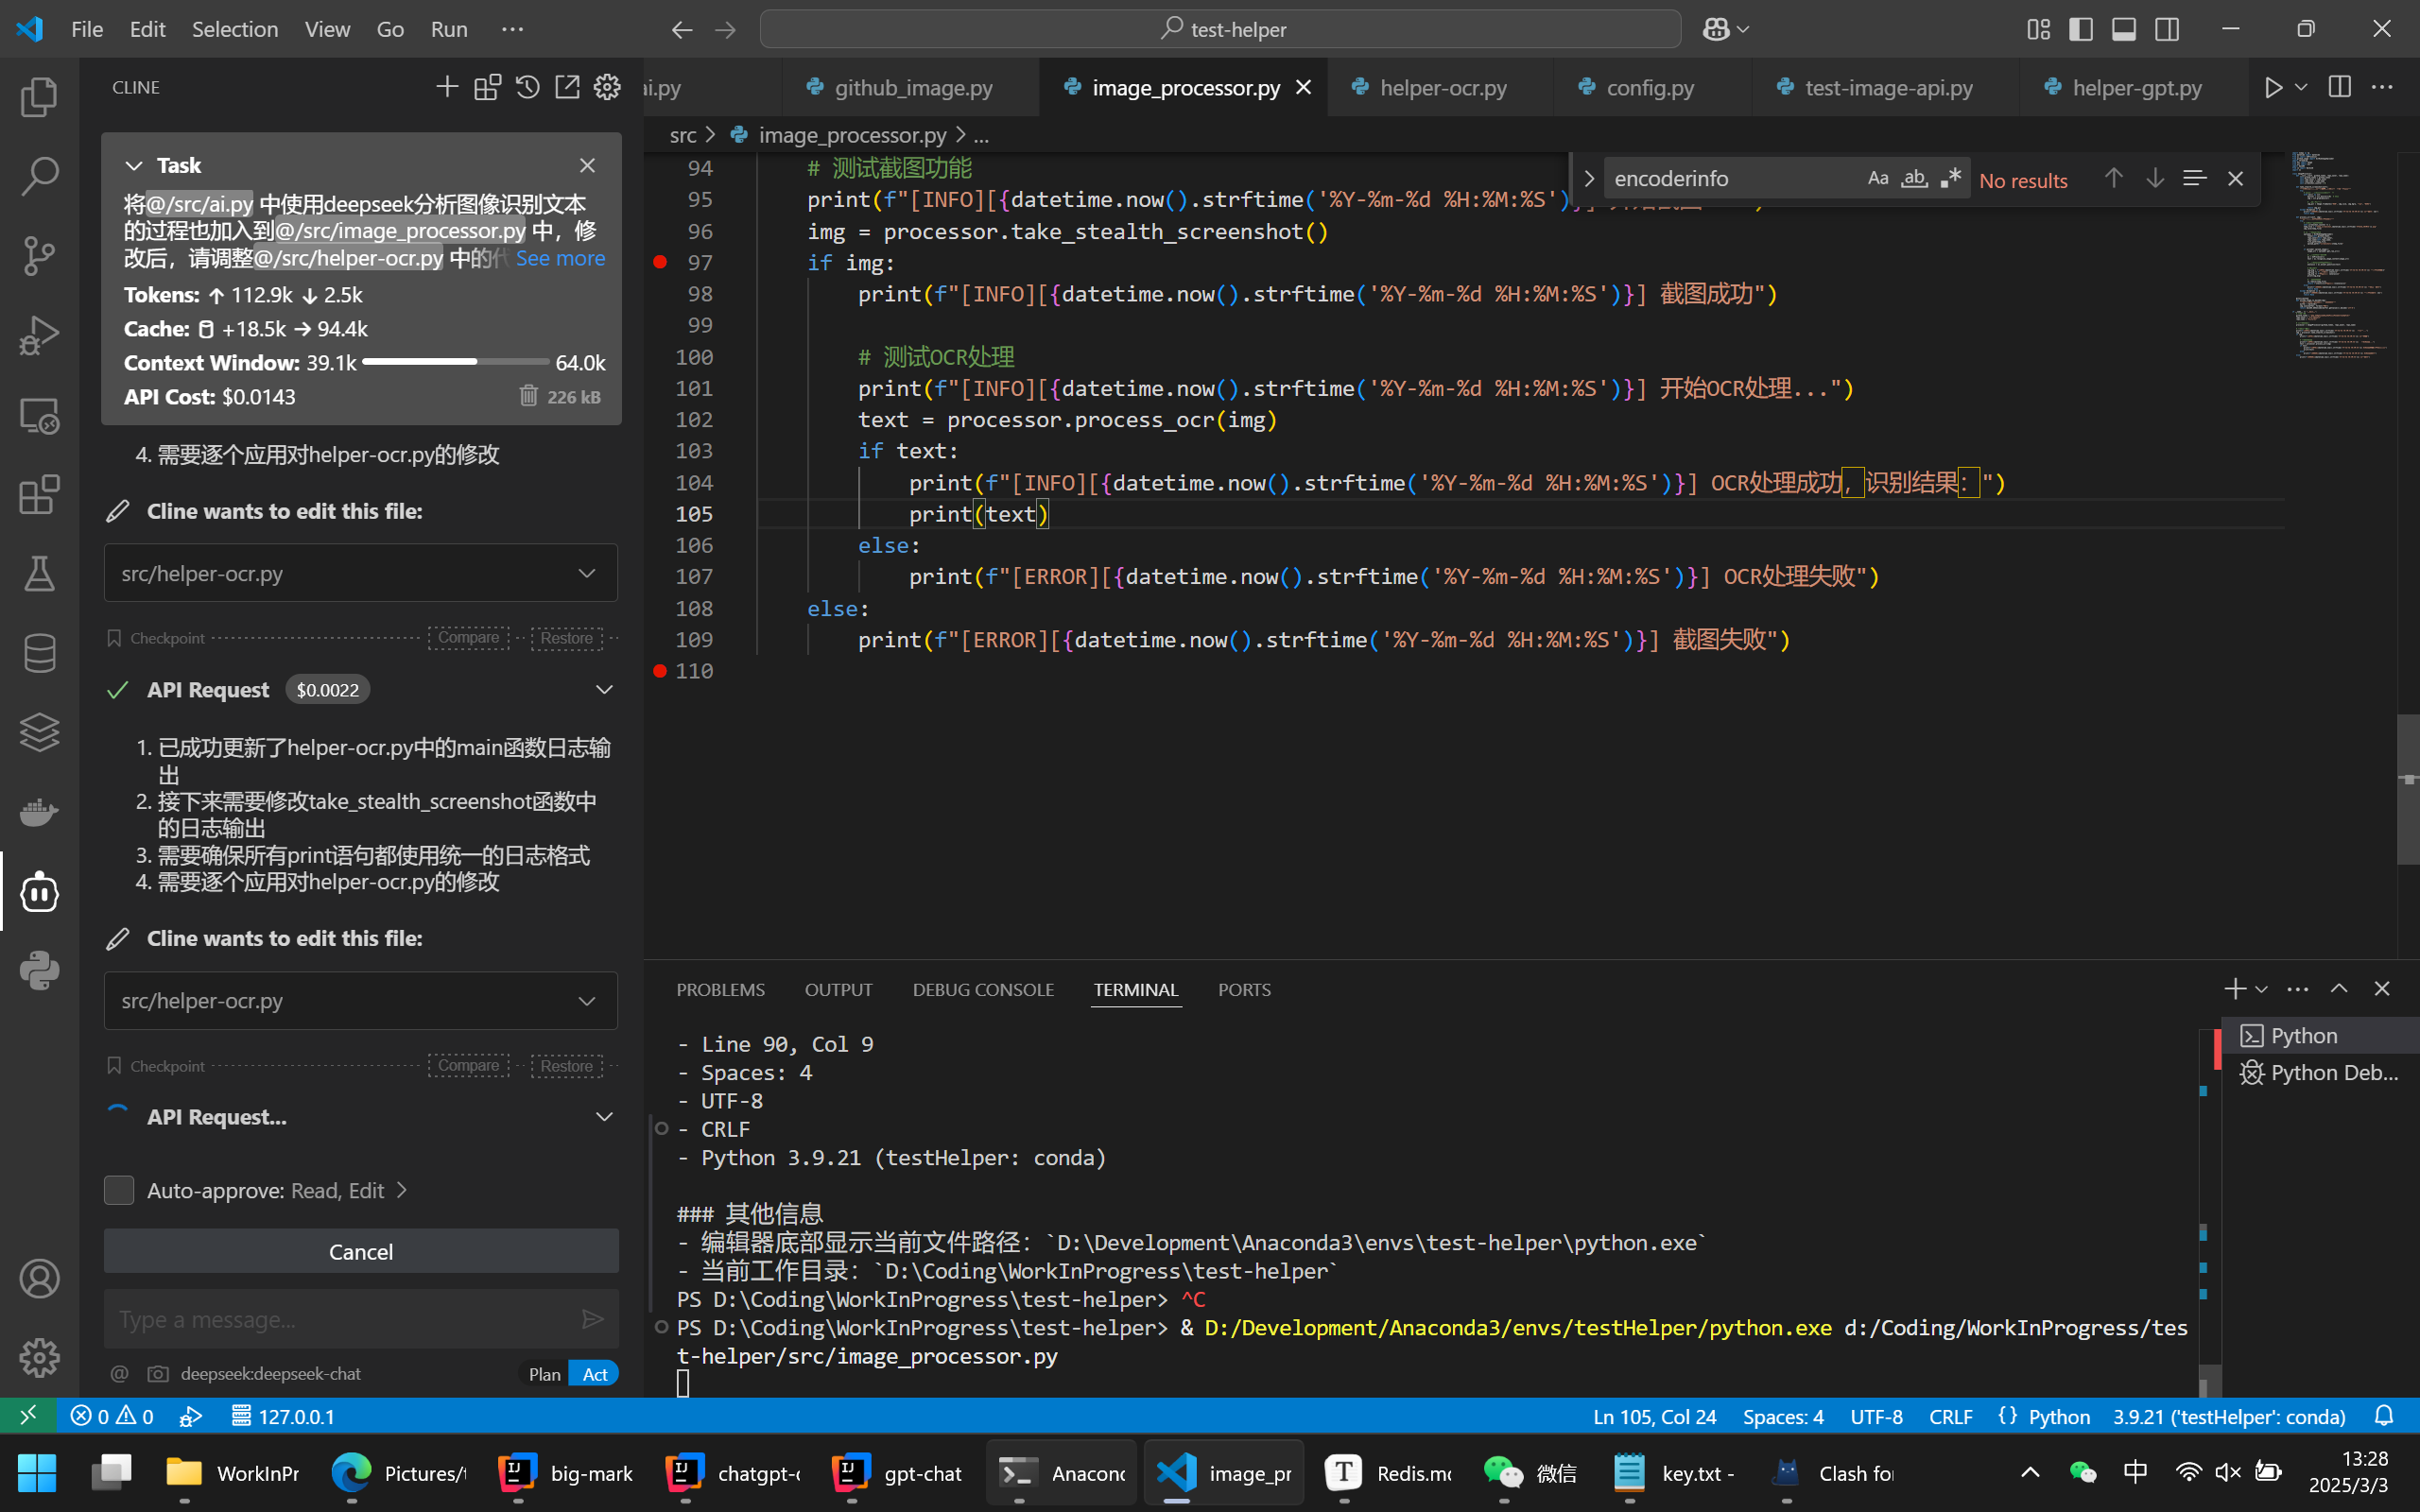 File Edit Selection View Go Run ···
test-helper
CLINE
ai.py
github_image.py
image_processor.py
helper-ocr.py
config.py
test-image-api.py
helper-gpt.py
src > image_processor.py > ...
Task
将@/src/ai.py 中使用deepseek分析图像识别文本
的过程也加入到@/src/image_processor.py 中，修
改后，请调整@/src/helper-ocr.py 中的代 See more
Tokens: ↑ 112.9k ↓ 2.5k
Cache: +18.5k → 94.4k
Context Window: 39.1k 64.0k
API Cost: $0.0143 226 kB
4. 需要逐个应用对helper-ocr.py的修改
Cline wants to edit this file:
src/helper-ocr.py
Checkpoint Compare Restore
API Request $0.0022
1. 已成功更新了helper-ocr.py中的main函数日志输
出
2. 接下来需要修改take_stealth_screenshot函数中
的日志输出
3. 需要确保所有print语句都使用统一的日志格式
4. 需要逐个应用对helper-ocr.py的修改
Cline wants to edit this file:
src/helper-ocr.py
Checkpoint Compare Restore
API Request...
Auto-approve: Read, Edit >
Cancel
Type a message...
@ deepseek:deepseek-chat Plan Act
encoderinfo Aa ab .* No results
94 # 测试截图功能
95 print(f"[INFO][{datetime.now().strftime('%Y-%m-%d %H:%M:%S')
96 img = processor.take_stealth_screenshot()
97 if img:
98 print(f"[INFO][{datetime.now().strftime('%Y-%m-%d %H:%M:%S')}] 截图成功")
99
100 # 测试OCR处理
101 print(f"[INFO][{datetime.now().strftime('%Y-%m-%d %H:%M:%S')}] 开始OCR处理...")
102 text = processor.process_ocr(img)
103 if text:
104 print(f"[INFO][{datetime.now().strftime('%Y-%m-%d %H:%M:%S')}] OCR处理成功，识别结果：")
105 print(text)
106 else:
107 print(f"[ERROR][{datetime.now().strftime('%Y-%m-%d %H:%M:%S')}] OCR处理失败")
108 else:
109 print(f"[ERROR][{datetime.now().strftime('%Y-%m-%d %H:%M:%S')}] 截图失败")
110
PROBLEMS OUTPUT DEBUG CONSOLE TERMINAL PORTS
- Line 90, Col 9
- Spaces: 4
- UTF-8
- CRLF
- Python 3.9.21 (testHelper: conda)
### 其他信息
- 编辑器底部显示当前文件路径：`D:\Development\Anaconda3\envs\test-helper\python.exe`
- 当前工作目录：`D:\Coding\WorkInProgress\test-helper`
PS D:\Coding\WorkInProgress\test-helper> ^C
PS D:\Coding\WorkInProgress\test-helper> & D:/Development/Anaconda3/envs/testHelper/python.exe d:/Coding/WorkInProgress/tes
t-helper/src/image_processor.py
Python
Python Deb...
0 0 127.0.0.1
Ln 105, Col 24 Spaces: 4 UTF-8 CRLF {} Python 3.9.21 ('testHelper': conda)
WorkInPr
Pictures/t
big-mark
chatgpt-c
gpt-chat
Anacond
image_pr
Redis.mc
微信
key.txt -
Clash for
中
13:28
2025/3/3